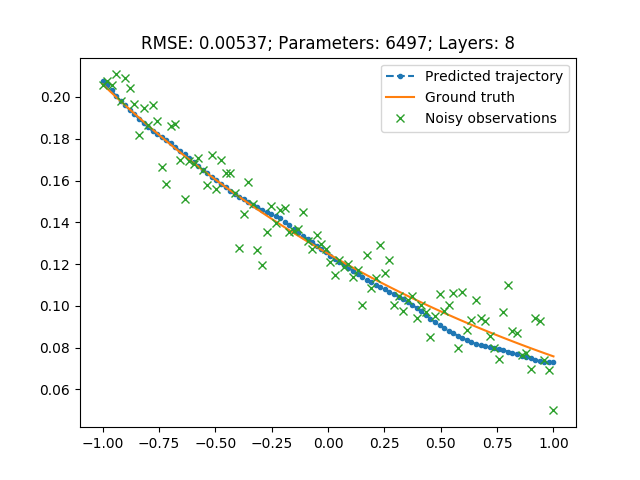 RMSE: 0.00537; Parameters: 6497; Layers: 8
Predicted trajectory
Ground truth
Noisy observations
0.20
0.18
0.16
0.14
0.12
0.10
0.08
0.06
−1.00 −0.75 −0.50 −0.25 0.00 0.25 0.50 0.75 1.00